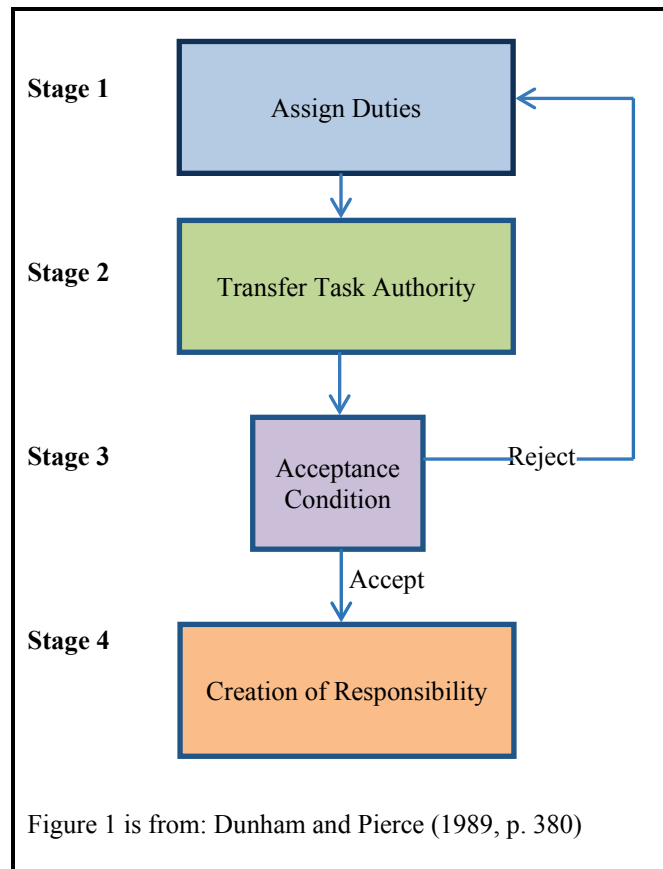 Stage 1
Assign Duties
Stage 2
Transfer Task Authority
Stage 3
Acceptance
Condition
Reject
Accept
Stage 4
Creation of Responsibility
Figure 1 is from: Dunham and Pierce (1989, p. 380)